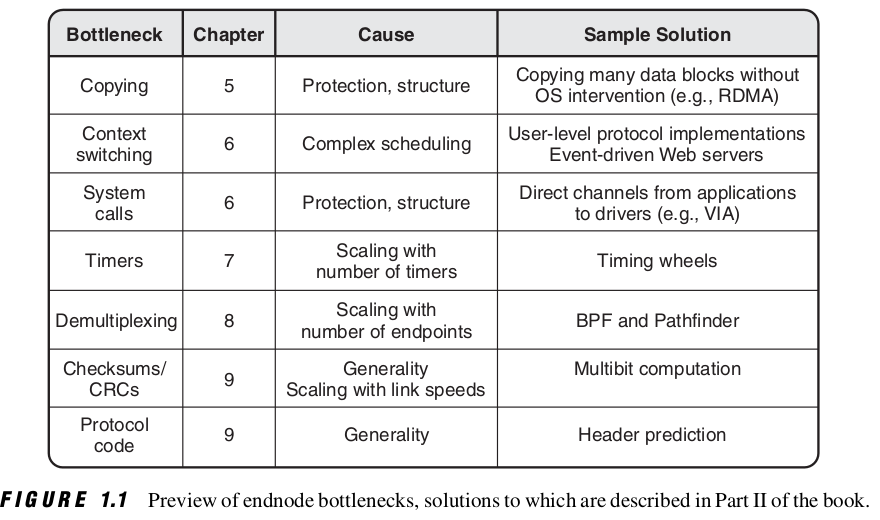 Bottleneck Chapter Cause Sample Solution
Copying 5 Protection, structure Copying many data blocks without
OS intervention (e.g., RDMA)
Context
switching 6 Complex scheduling User-level protocol implementations
Event-driven Web servers
System
calls 6 Protection, structure Direct channels from applications
to drivers (e.g., VIA)
Timers 7 Scaling with
number of timers Timing wheels
Demultiplexing 8 Scaling with
number of endpoints BPF and Pathfinder
Checksums/
CRCs 9 Generality
Scaling with link speeds Multibit computation
Protocol
code 9 Generality Header prediction
FIGURE 1.1 Preview of endnode bottlenecks, solutions to which are described in Part II of the book.